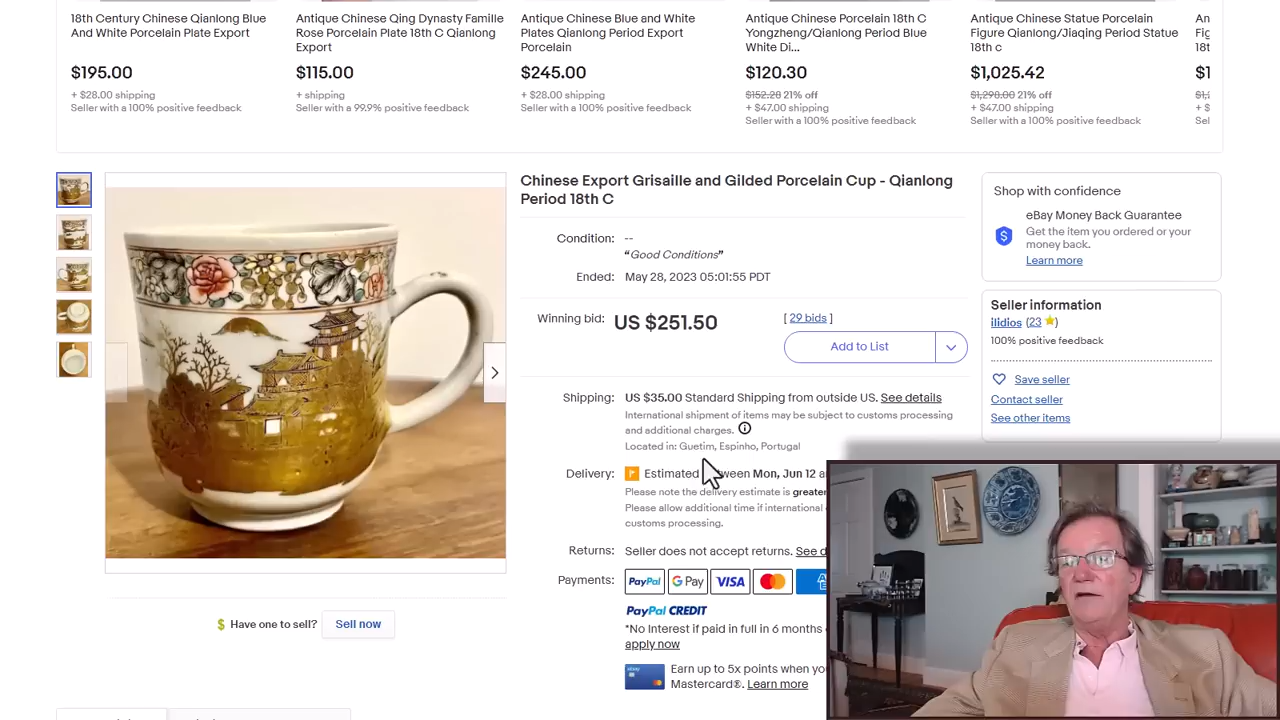 18th Century Chinese Qianlong Blue
And White Porcelain Plate Export
$195.00
+ $28.00 shipping
Seller with a 100% positive feedback
Antique Chinese Qing Dynasty Famille
Rose Porcelain Plate 18th C Qianlong
Export
$115.00
+ shipping
Seller with a 99.9% positive feedback
Antique Chinese Blue and White
Plates Qianlong Period Export
Porcelain
$245.00
+ $28.00 shipping
Seller with a 100% positive feedback
Antique Chinese Porcelain 18th C
Yongzheng/Qianlong Period Blue
White Di...
$120.30
$152.28 21% off
+ $47.00 shipping
Seller with a 100% positive feedback
Antique Chinese Statue Porcelain
Figure Qianlong/Jiaqing Period Statue
18th c
$1,025.42
$1,298.00 21% off
+ $47.00 shipping
Seller with a 100% positive feedback
An
Fig
18t
$1
$1,
+ $
Sel
Chinese Export Grisaille and Gilded Porcelain Cup - Qianlong
Period 18th C
Condition: --
"Good Conditions"
Ended: May 28, 2023 05:01:55 PDT
Winning bid: US $251.50 [ 29 bids ]
Add to List
Shipping: US $35.00 Standard Shipping from outside US. See details
International shipment of items may be subject to customs processing
and additional charges.
Located in: Guetim, Espinho, Portugal
Delivery: Estimated ween Mon, Jun 12 a
Please note the delivery estimate is greater
Please allow additional time if international
customs processing.
Returns: Seller does not accept returns. See d
Payments: PayPal G Pay VISA
PayPal CREDIT
*No Interest if paid in full in 6 months
apply now
ebay
Earn up to 5x points when you
Mastercard®. Learn more
$ Have one to sell? Sell now
Shop with confidence
eBay Money Back Guarantee
Get the item you ordered or your
money back.
Learn more
Seller information
ilidios (23 )
100% positive feedback
Save seller
Contact seller
See other items